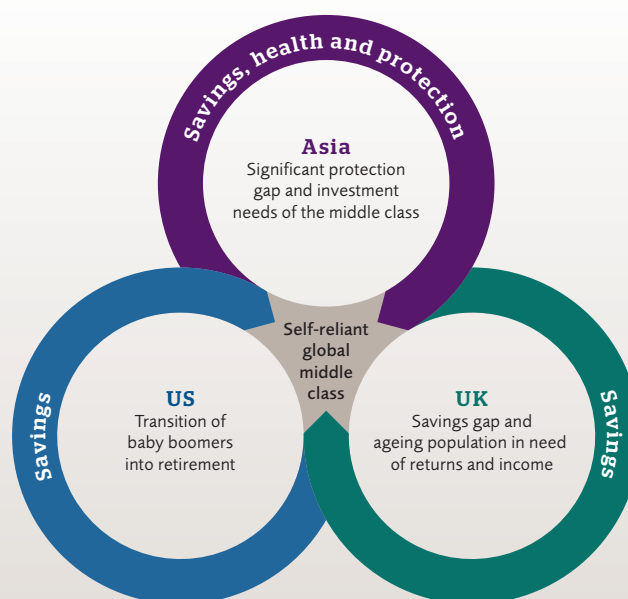 Savings, health and protection
Asia
Significant protection
gap and investment
needs of the middle class
Self-reliant
global
middle
class
Savings
US
Transition of
baby boomers
into retirement
UK
Savings gap and
ageing population in need
of returns and income
Savings